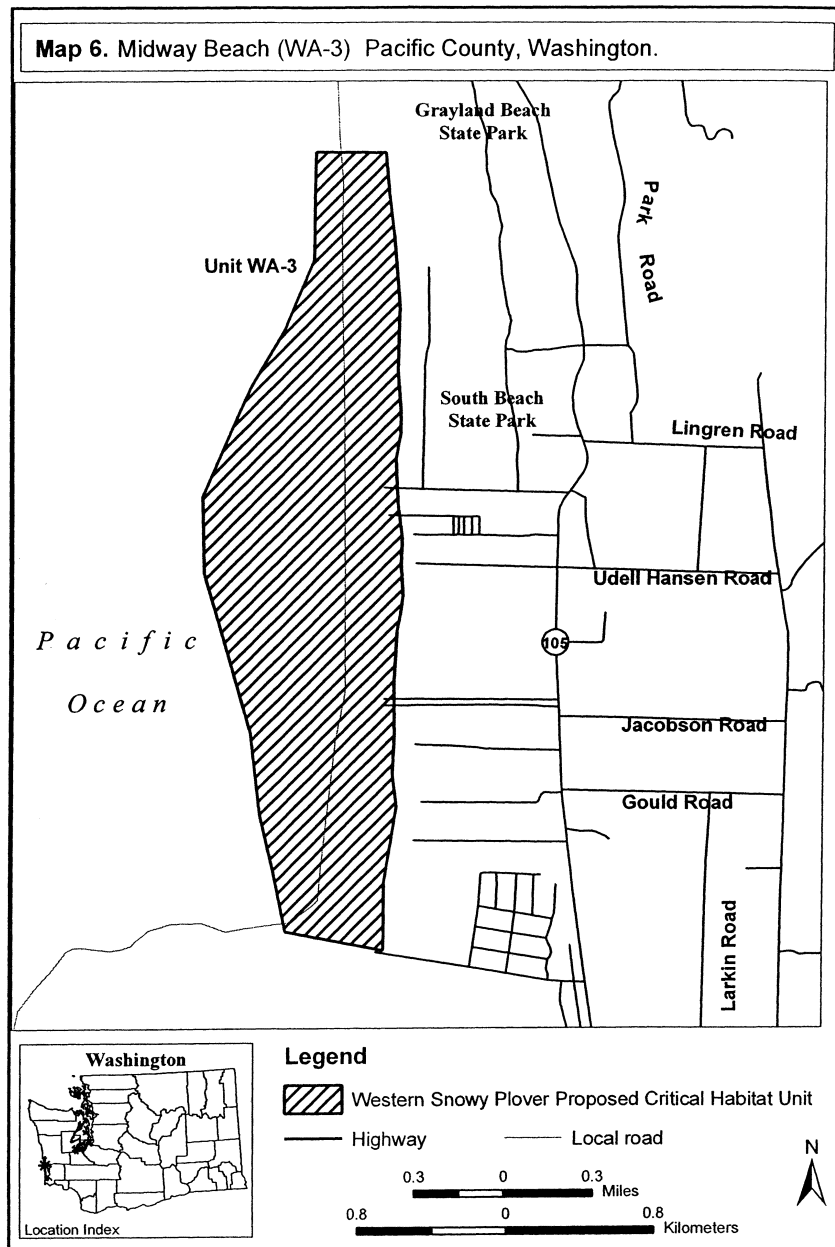 Map 6. Midway Beach (WA-3) Pacific County, Washington.
Grayland Beach
State Park
Park Road
Unit WA-3
South Beach
State Park
Lingren Road
Udell Hansen Road
Pacific
Ocean
105
Jacobson Road
Gould Road
Larkin Road
Washington
Location Index
Legend
Western Snowy Plover Proposed Critical Habitat Unit
Highway
Local road
0.3 0 0.3
Miles
0.8 0 0.8
Kilometers
N